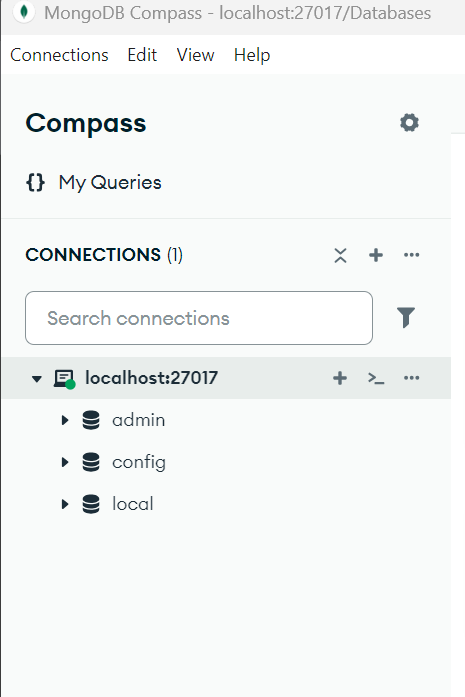 MongoDB Compass - localhost:27017/Databases
Connections Edit View Help
Compass
{} My Queries
CONNECTIONS (1)
Search connections
localhost:27017
admin
config
local